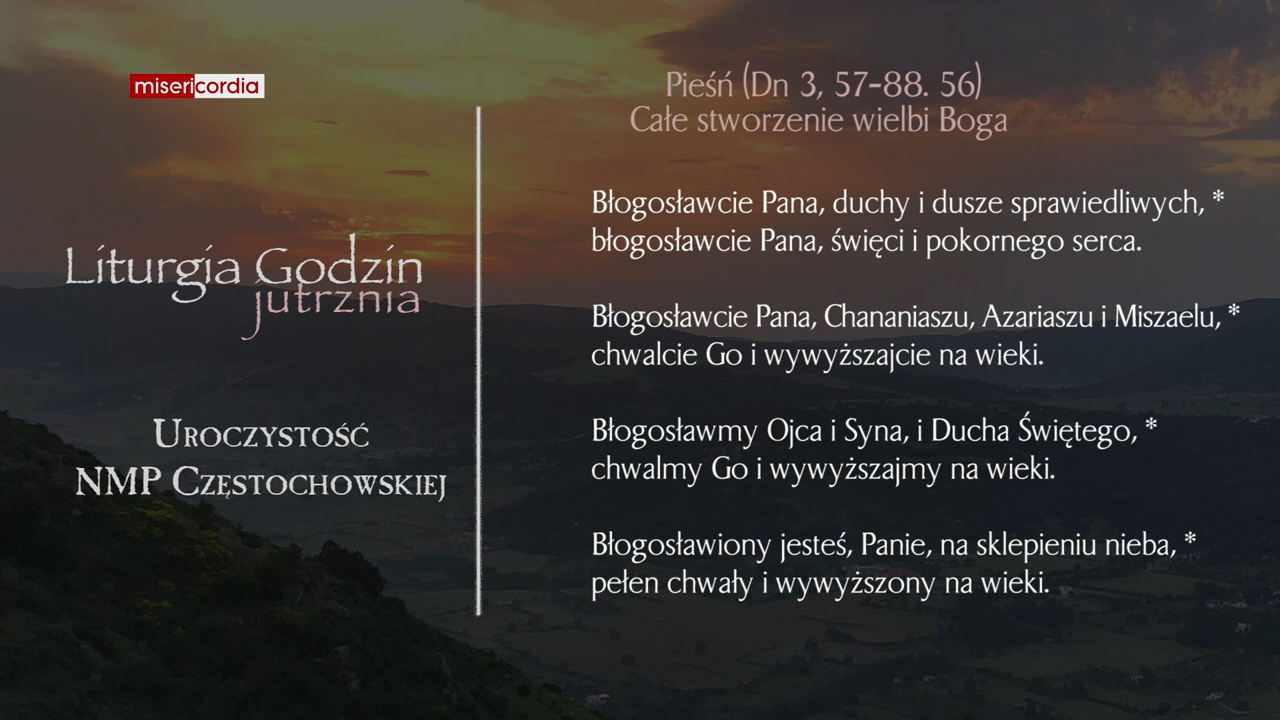 misericordia
Liturgia Godzin
jutrznia
Uroczystość
NMP Częstochowskiej
Pieśń (Dn 3, 57-88. 56)
Całe stworzenie wielbi Boga
Błogosławcie Pana, duchy i dusze sprawiedliwych, *
błogosławcie Pana, święci i pokornego serca.
Błogosławcie Pana, Chananiaszu, Azariaszu i Miszaelu, *
chwalcie Go i wywyższajcie na wieki.
Błogosławmy Ojca i Syna, i Ducha Świętego, *
chwalmy Go i wywyższajmy na wieki.
Błogosławiony jesteś, Panie, na sklepieniu nieba, *
pełen chwały i wywyższony na wieki.